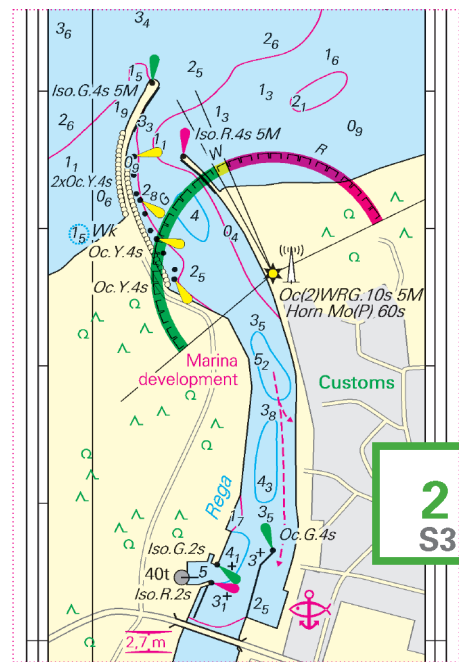 3₄
3₆
2₆
1₆
2₅
1₅
Iso.G.4s 5M
1₃
2₁
1₉
1₃
3₃
2₆
0₉
Iso.R.4s 5M
1₁
1₁
0₉
W
R
2xOc.Y.4s
0₆
2₈
G
4
0₄
1₅ Wk
Oc.Y.4s
2₅
Oc.Y.4s
Oc(2)WRG.10s 5M
Horn Mo(P) 60s
3₅
Marina
development
5₂
Customs
3₈
Rega
4₃
2
S3
1₇
3₅
Oc.G.4s
Iso.G.2s
4₁
3
40t
5
Iso.R.2s
3₁
2₅
2,7 m